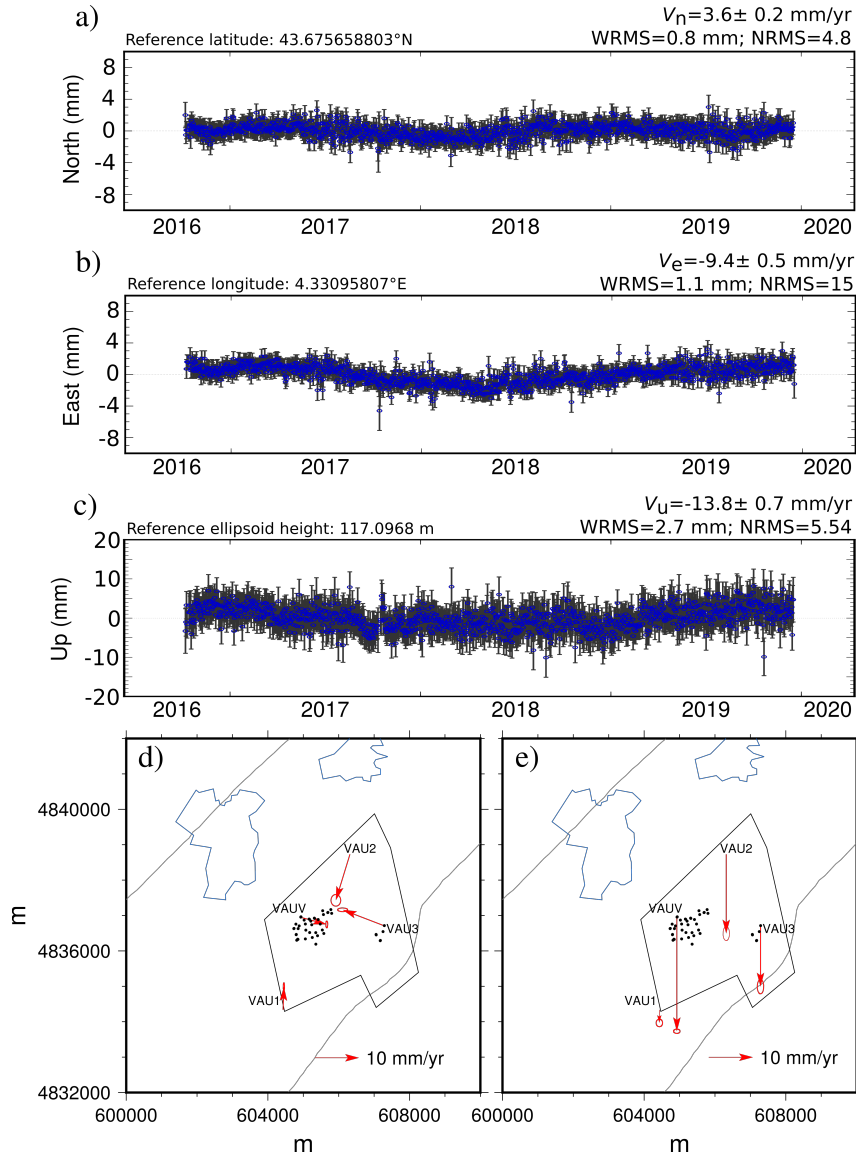 a)
Vn=3.6± 0.2 mm/yr
Reference latitude: 43.675658803°N
WRMS=0.8 mm; NRMS=4.8
North (mm)
8
4
0
-4
-8
2016 2017 2018 2019 2020
b)
Ve=-9.4± 0.5 mm/yr
Reference longitude: 4.33095807°E
WRMS=1.1 mm; NRMS=15
East (mm)
8
4
0
-4
-8
2016 2017 2018 2019 2020
c)
Vu=-13.8± 0.7 mm/yr
Reference ellipsoid height: 117.0968 m
WRMS=2.7 mm; NRMS=5.54
Up (mm)
20
10
0
-10
-20
2016 2017 2018 2019 2020
d)
4840000
4836000
4832000
m
VAU2
VAUV
VAU3
VAU1
10 mm/yr
600000 604000 608000
m
e)
VAU2
VAUV
VAU3
VAU1
10 mm/yr
600000 604000 608000
m